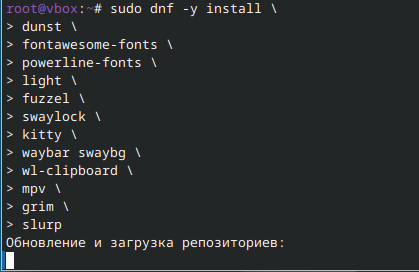 root@vbox:~# sudo dnf -y install \
> dunst \
> fontawesome-fonts \
> powerline-fonts \
> light \
> fuzzel \
> swaylock \
> kitty \
> waybar swaybg \
> wl-clipboard \
> mpv \
> grim \
> slurp
Обновление и загрузка репозиториев: